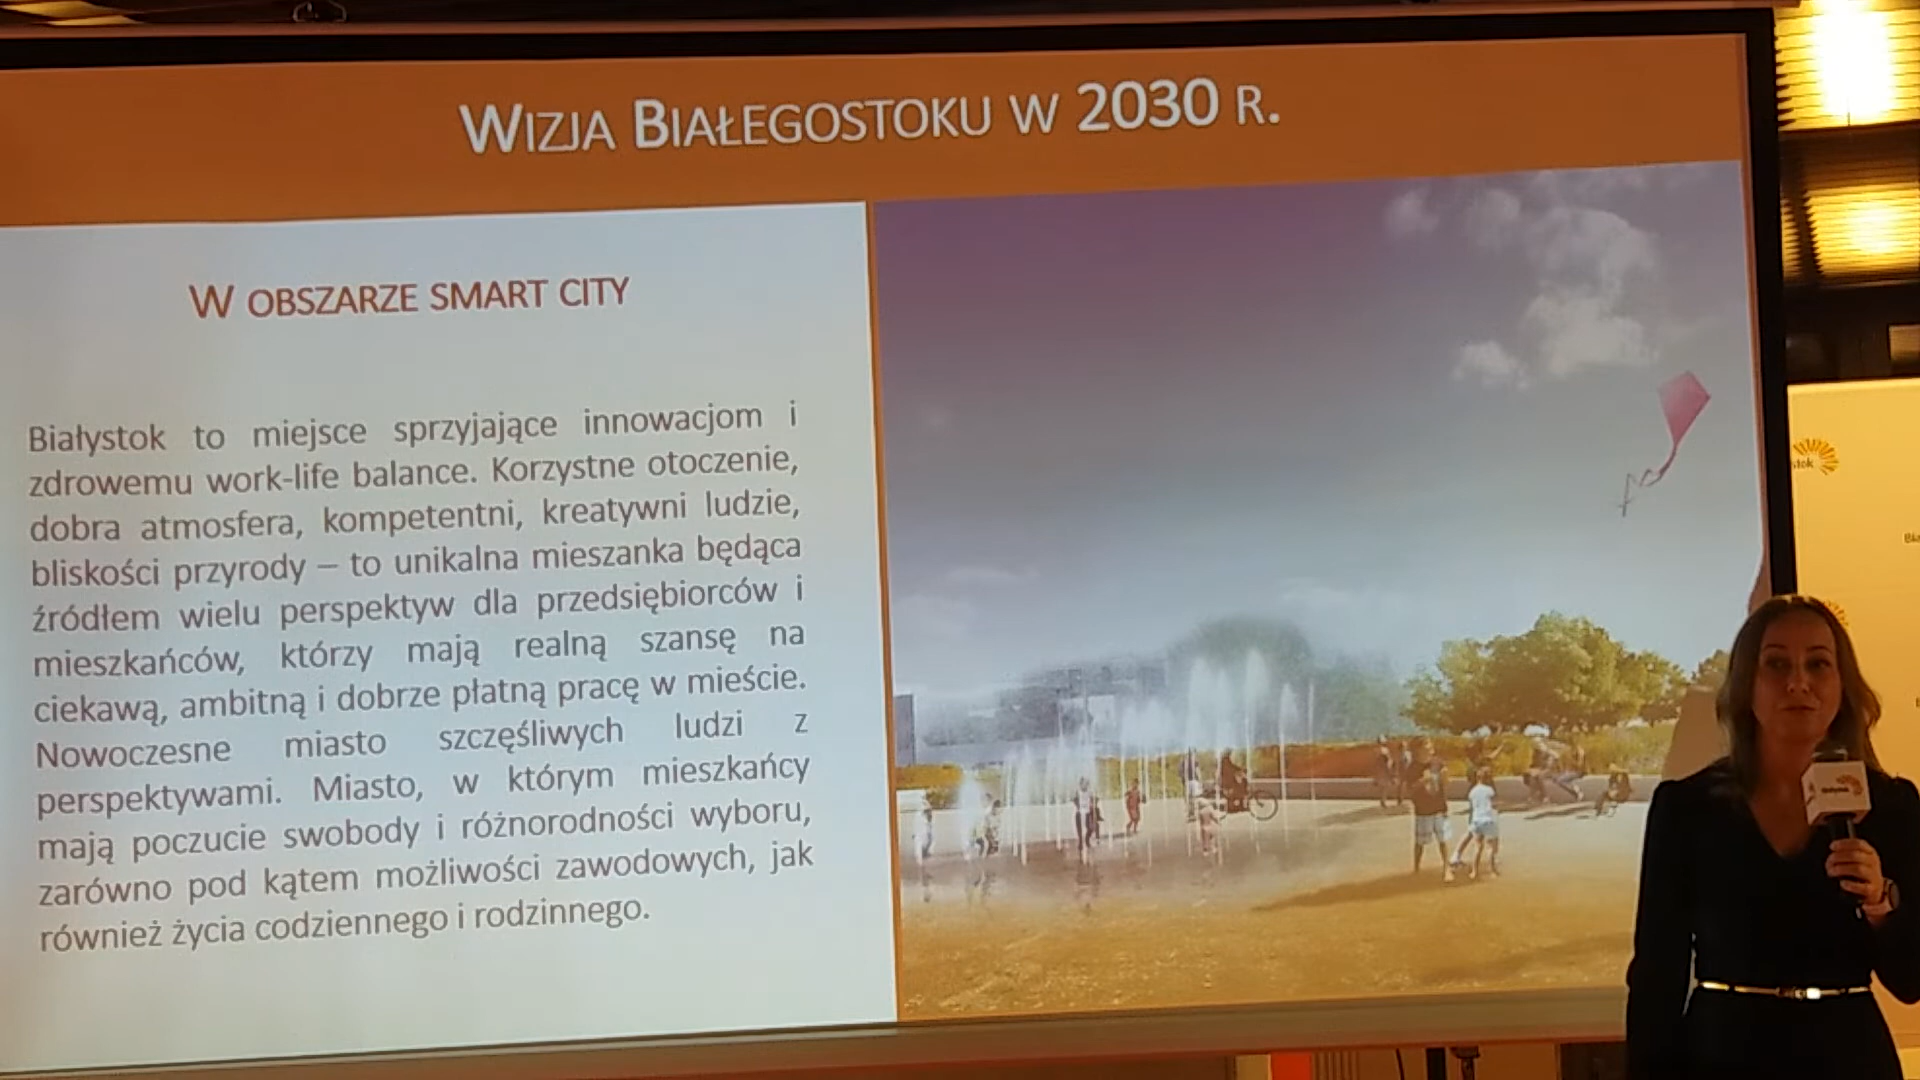 Wizja Białegostoku w 2030 r.
W obszarze smart city
Białystok to miejsce sprzyjające innowacjom i
zdrowemu work-life balance. Korzystne otoczenie,
dobra atmosfera, kompetentni, kreatywni ludzie,
bliskości przyrody – to unikalna mieszanka będąca
źródłem wielu perspektyw dla przedsiębiorców i
mieszkańców, którzy mają realną szansę na
ciekawą, ambitną i dobrze płatną pracę w mieście.
Nowoczesne miasto szczęśliwych ludzi z
perspektywami. Miasto, w którym mieszkańcy
mają poczucie swobody i różnorodności wyboru,
zarówno pod kątem możliwości zawodowych, jak
również życia codziennego i rodzinnego.